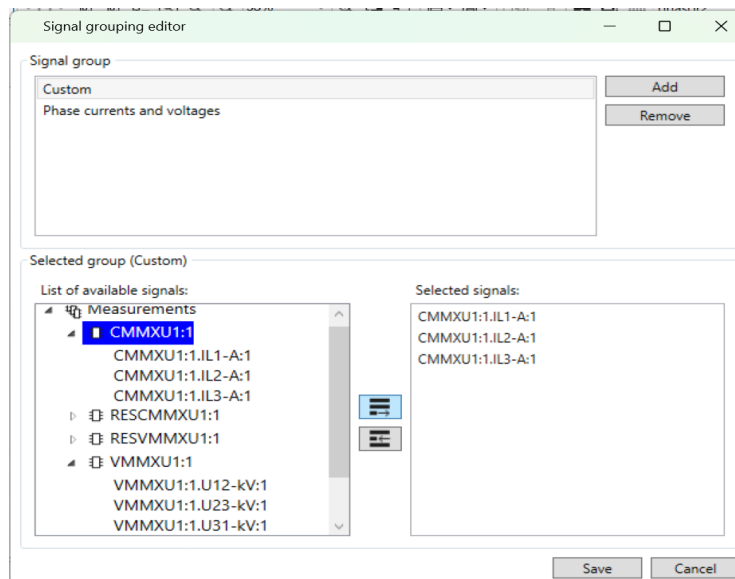 Signal grouping editor
Signal group
Custom
Phase currents and voltages
Add
Remove
Selected group (Custom)
List of available signals:
Measurements
CMMXU1:1
CMMXU1:1.IL1-A:1
CMMXU1:1.IL2-A:1
CMMXU1:1.IL3-A:1
RESCMMXU1:1
RESVMMXU1:1
VMMXU1:1
VMMXU1:1.U12-kV:1
VMMXU1:1.U23-kV:1
VMMXU1:1.U31-kV:1
Selected signals:
CMMXU1:1.IL1-A:1
CMMXU1:1.IL2-A:1
CMMXU1:1.IL3-A:1
Save
Cancel